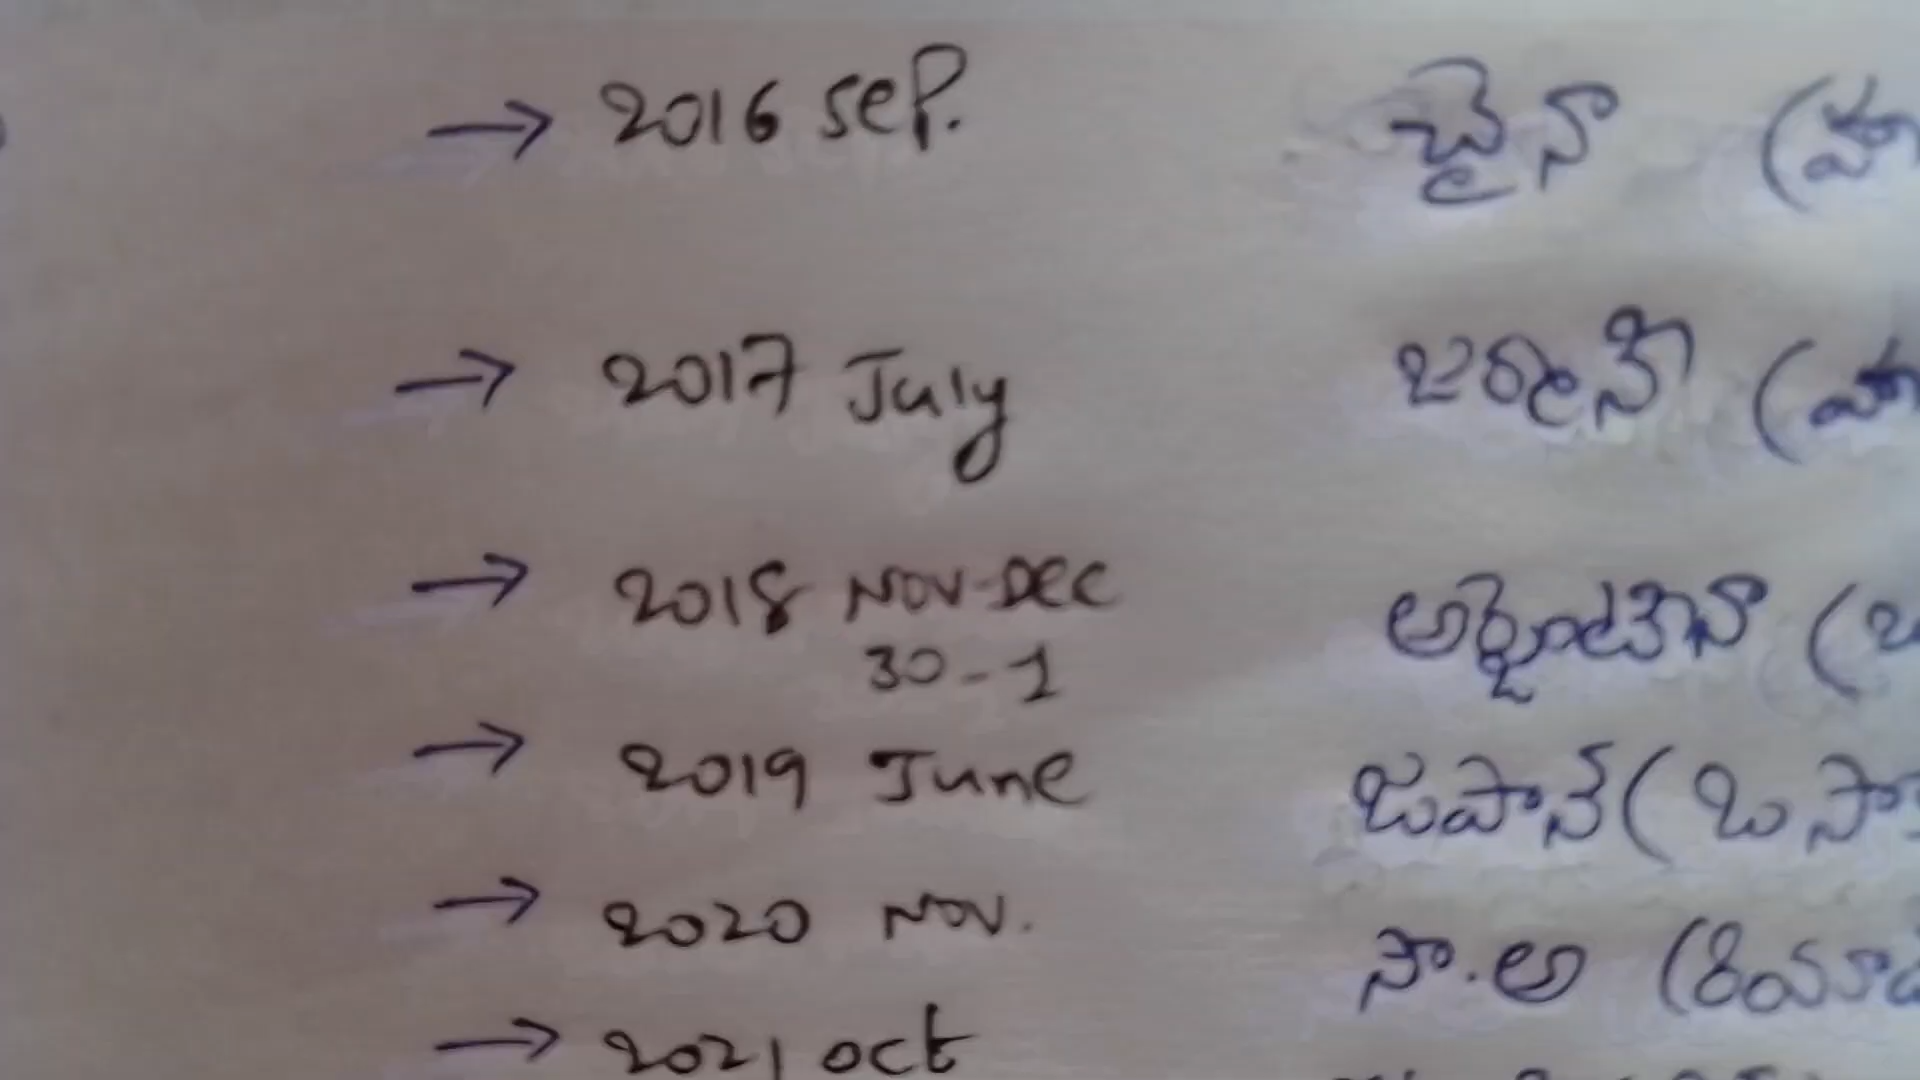 → 2016 Sep. చైనా (హా
→ 2017 July జర్మనీ (హా
→ 2018 NOV-DEC అర్జెంటీనా (బ
30-1
→ 2019 June జపాన్ (ఒసా
→ 2020 NOV. సౌ.అ (రియా
→ 2021 oct